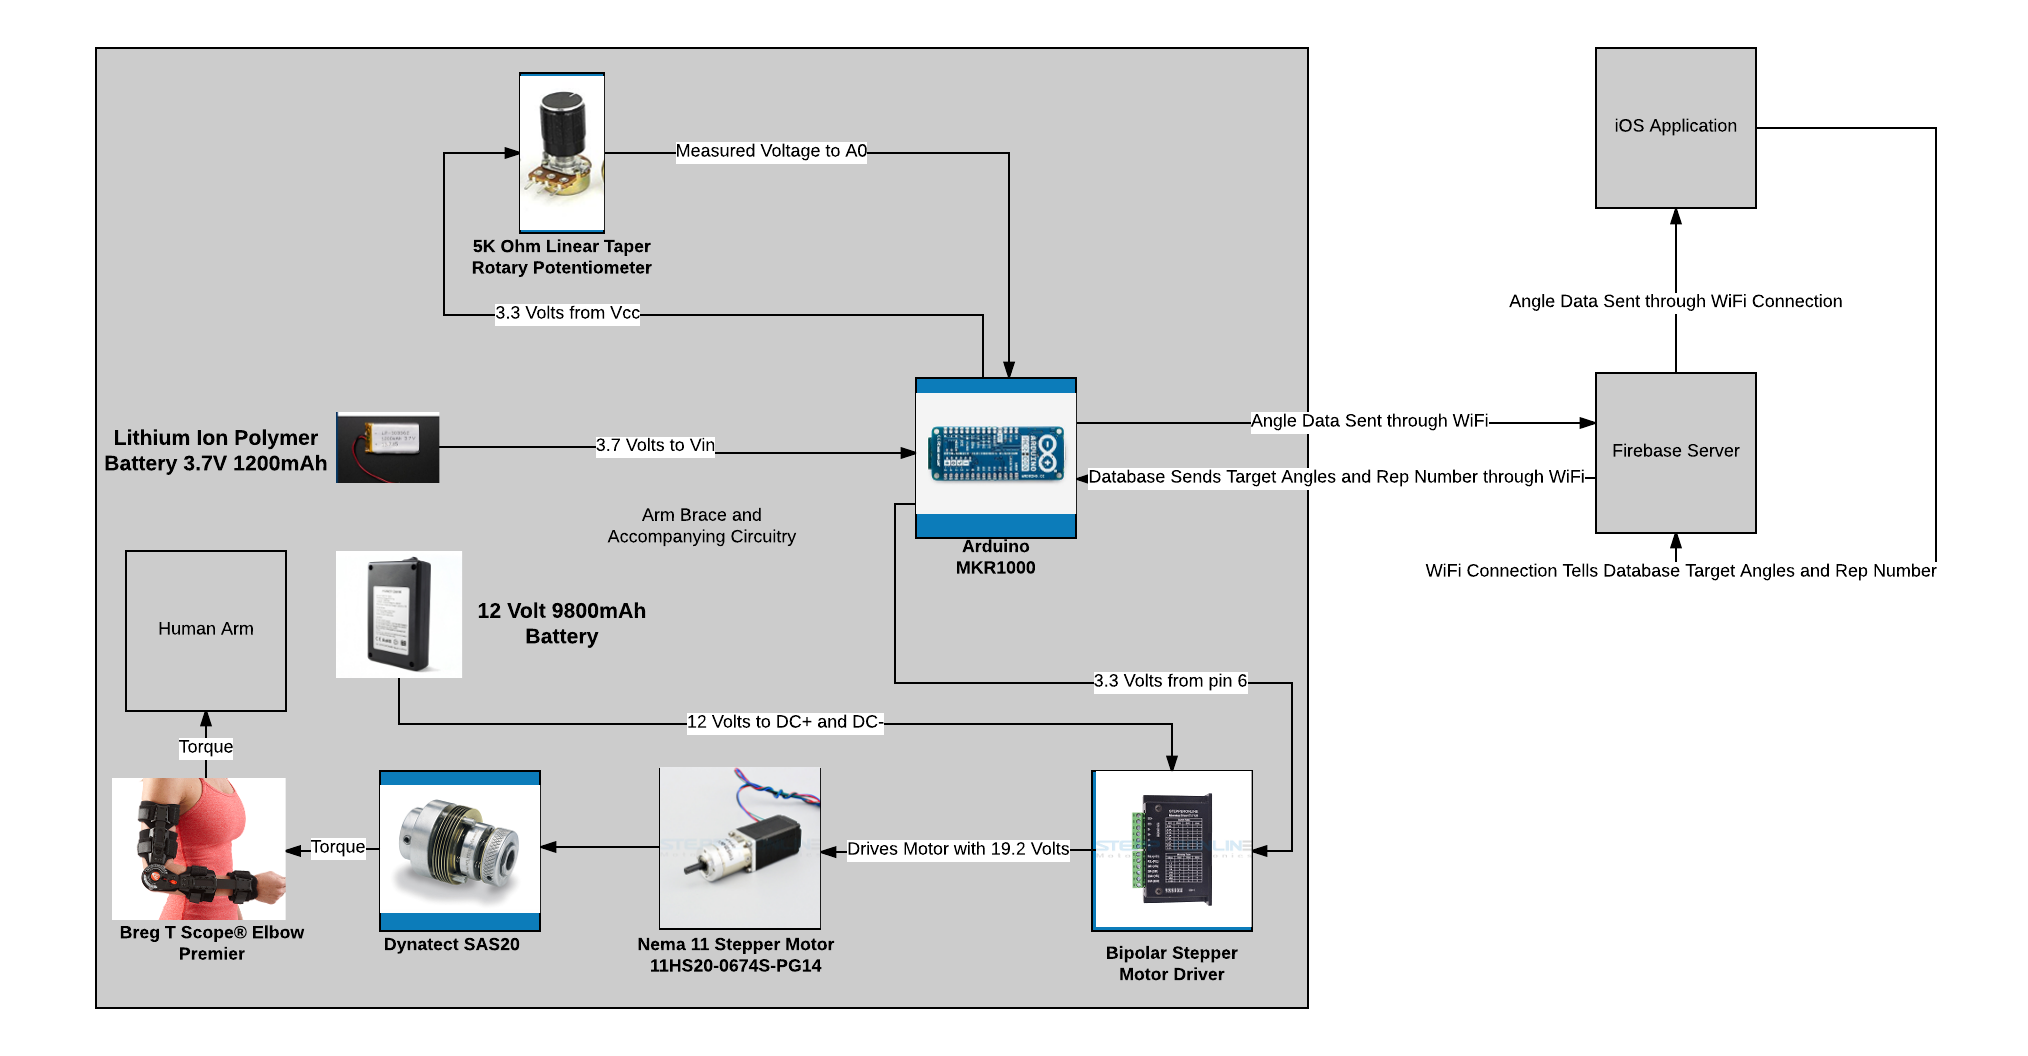 iOS Application
Measured Voltage to A0
5K Ohm Linear Taper
Rotary Potentiometer
3.3 Volts from Vcc
Angle Data Sent through WiFi Connection
Lithium Ion Polymer
Battery 3.7V 1200mAh
3.7 Volts to Vin
Angle Data Sent through WiFi
Firebase Server
Database Sends Target Angles and Rep Number through WiFi
Arm Brace and
Accompanying Circuitry
Arduino
MKR1000
WiFi Connection Tells Database Target Angles and Rep Number
Human Arm
12 Volt 9800mAh
Battery
3.3 Volts from pin 6
12 Volts to DC+ and DC-
Torque
Torque
Drives Motor with 19.2 Volts
Breg T Scope® Elbow
Premier
Dynatect SAS20
Nema 11 Stepper Motor
11HS20-0674S-PG14
Bipolar Stepper
Motor Driver